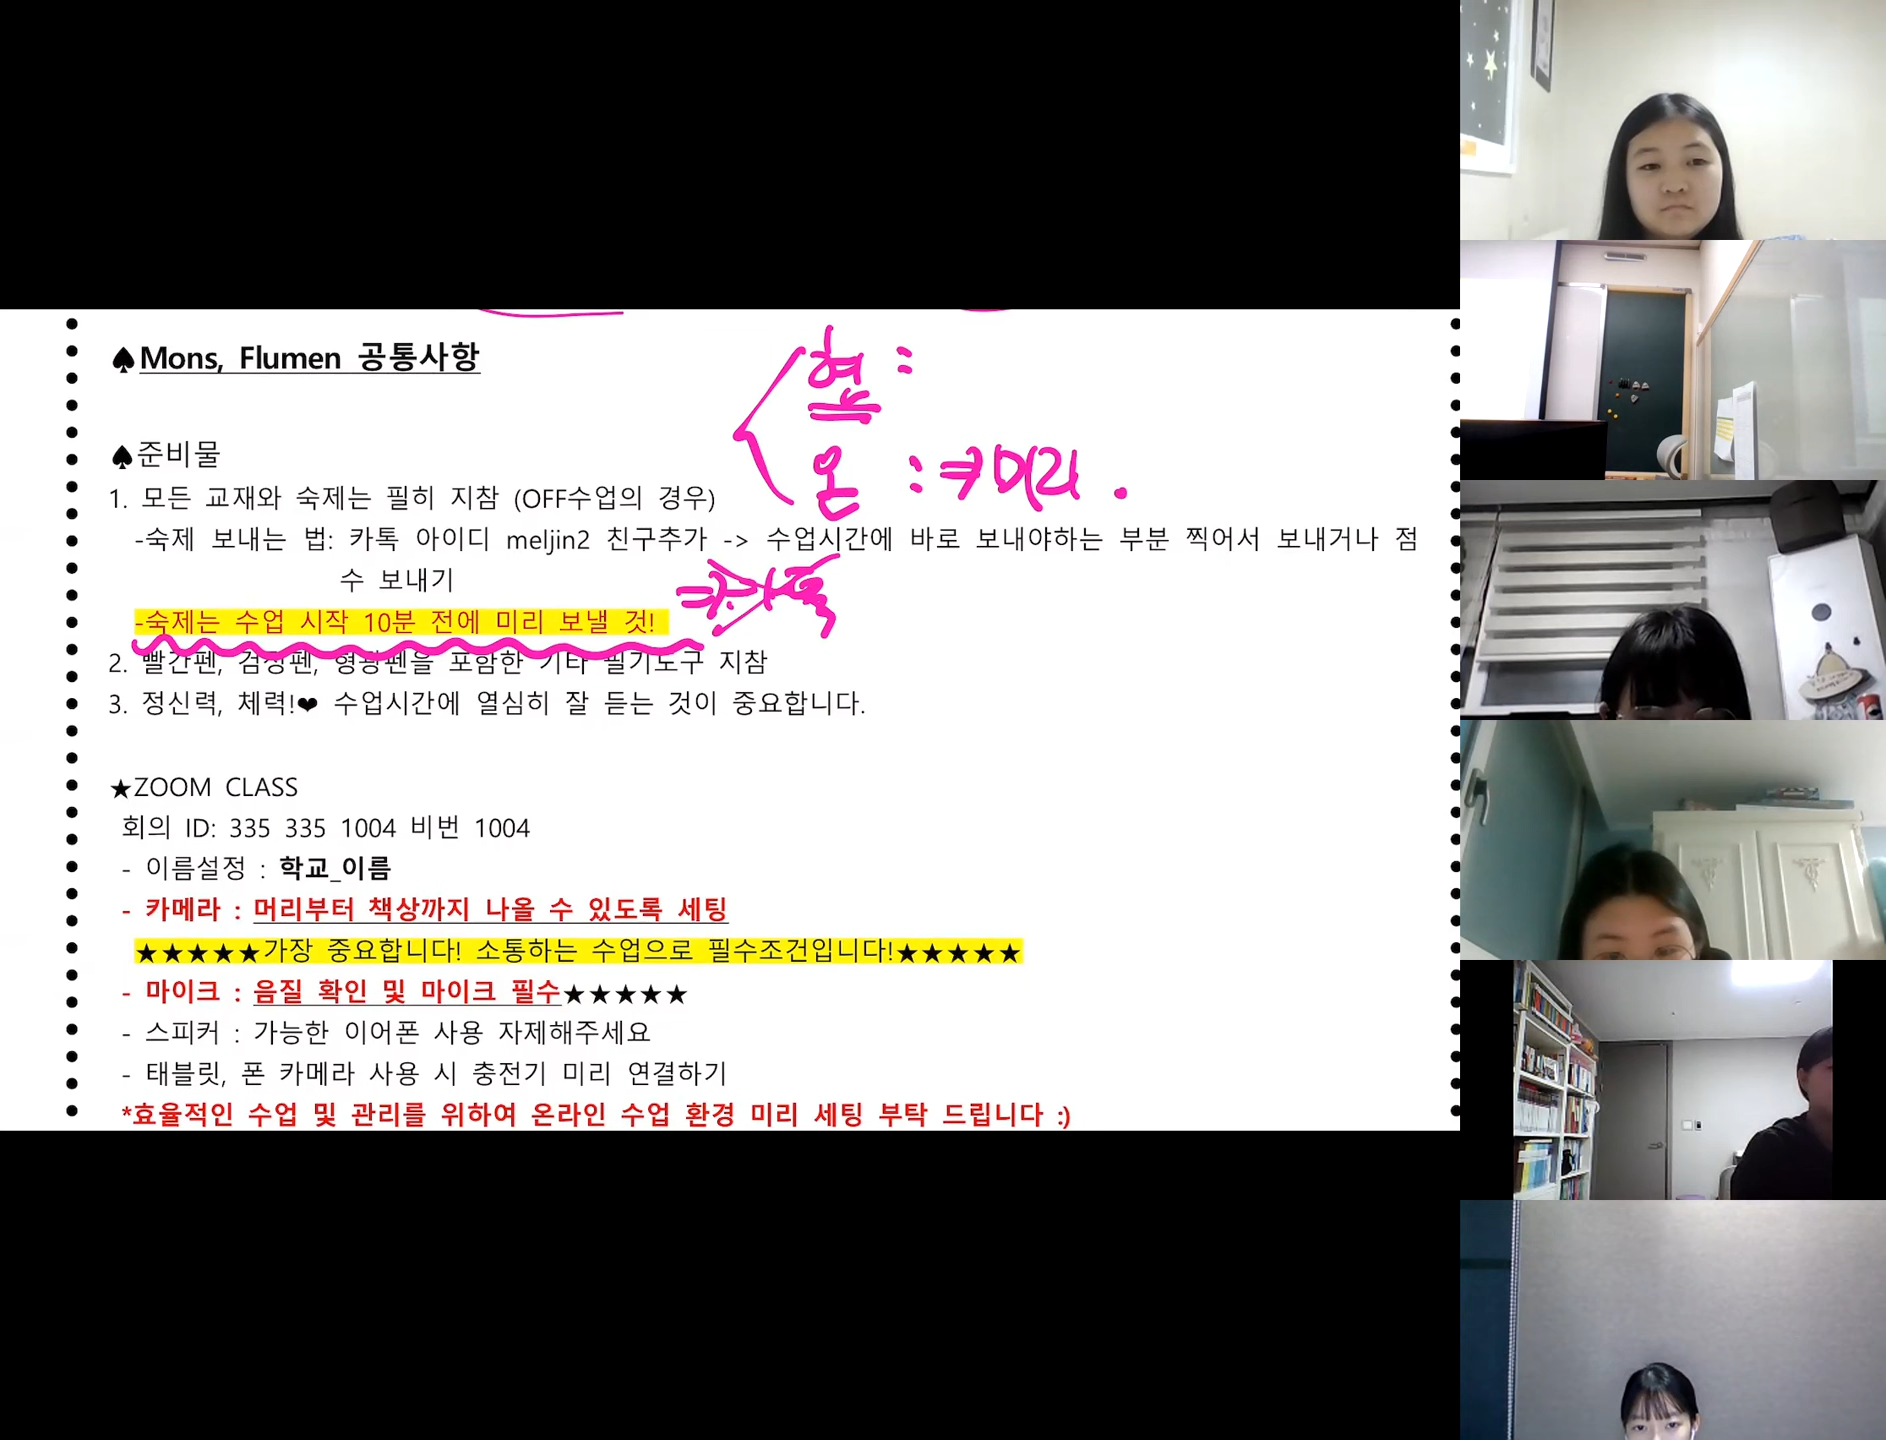 ♠Mons, Flumen 공통사항
현 :
♠준비물
온 : ⇒ 미리 .
1. 모든 교재와 숙제는 필히 지참 (OFF수업의 경우)
-숙제 보내는 법: 카톡 아이디 meljin2 친구추가 -> 수업시간에 바로 보내야하는 부분 찍어서 보내거나 점
수 보내기
-숙제는 수업 시작 10분 전에 미리 보낼 것!
2. 빨간펜, 검정펜, 형광펜을 포함한 기타 필기도구 지참
3. 정신력, 체력!❤ 수업시간에 열심히 잘 듣는 것이 중요합니다.
★ZOOM CLASS
회의 ID: 335 335 1004 비번 1004
- 이름설정 : 학교_이름
- 카메라 : 머리부터 책상까지 나올 수 있도록 세팅
★★★★★가장 중요합니다! 소통하는 수업으로 필수조건입니다!★★★★★
- 마이크 : 음질 확인 및 마이크 필수★★★★★
- 스피커 : 가능한 이어폰 사용 자제해주세요
- 태블릿, 폰 카메라 사용 시 충전기 미리 연결하기
*효율적인 수업 및 관리를 위하여 온라인 수업 환경 미리 세팅 부탁 드립니다 :)